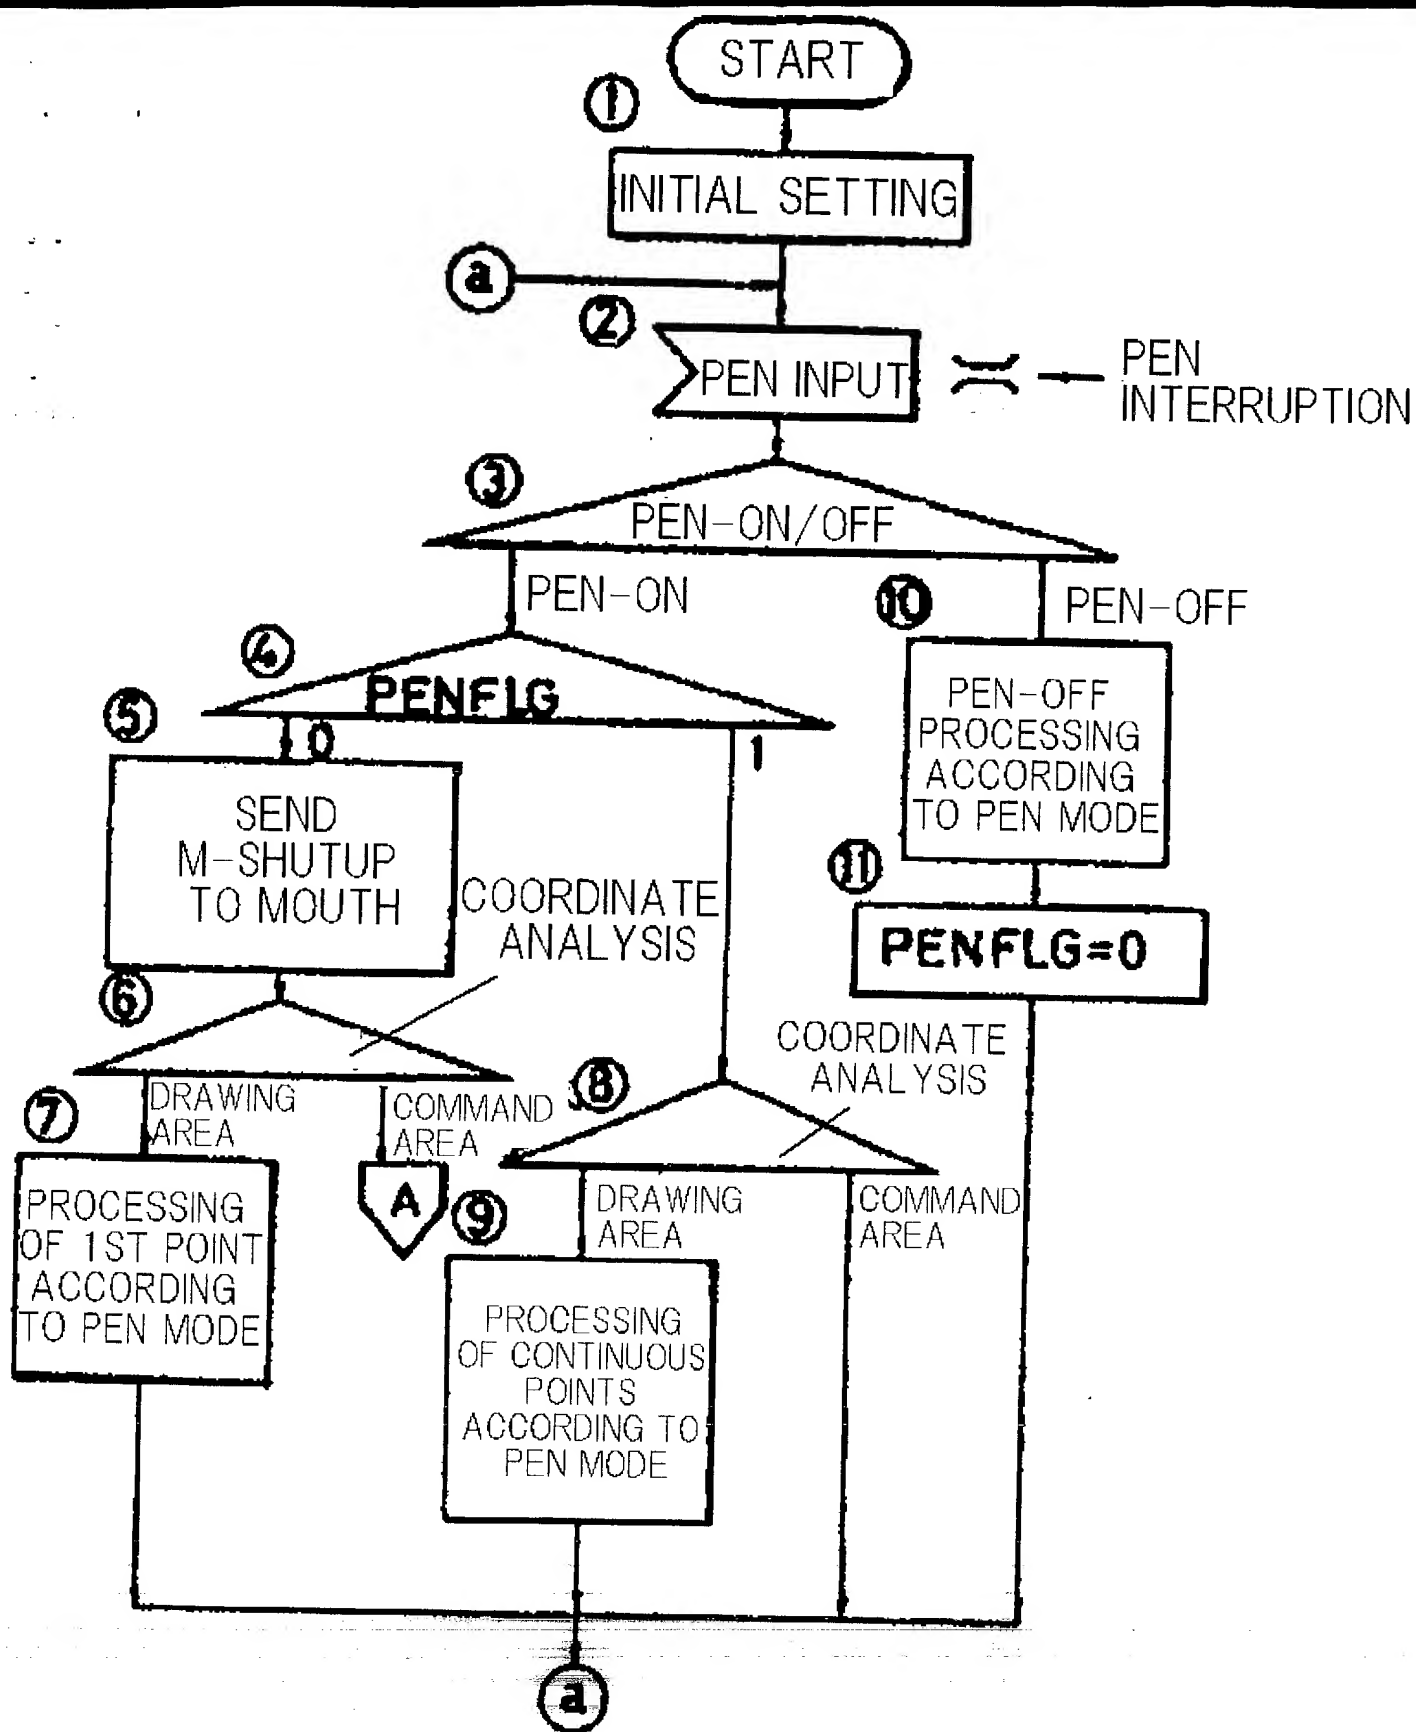 START
①
INITIAL SETTING
a
②
PEN INPUT
PEN
INTERRUPTION
③
PEN-ON/OFF
PEN-ON
⑩
PEN-OFF
④
PENFLG
⑤
0
1
PEN-OFF
PROCESSING
ACCORDING
TO PEN MODE
SEND
M-SHUTUP
TO MOUTH
⑪
PENFLG=0
COORDINATE
ANALYSIS
⑥
COORDINATE
ANALYSIS
⑦
DRAWING
AREA
COMMAND
AREA
⑧
PROCESSING
OF 1ST POINT
ACCORDING
TO PEN MODE
A
⑨
DRAWING
AREA
COMMAND
AREA
PROCESSING
OF CONTINUOUS
POINTS
ACCORDING TO
PEN MODE
a